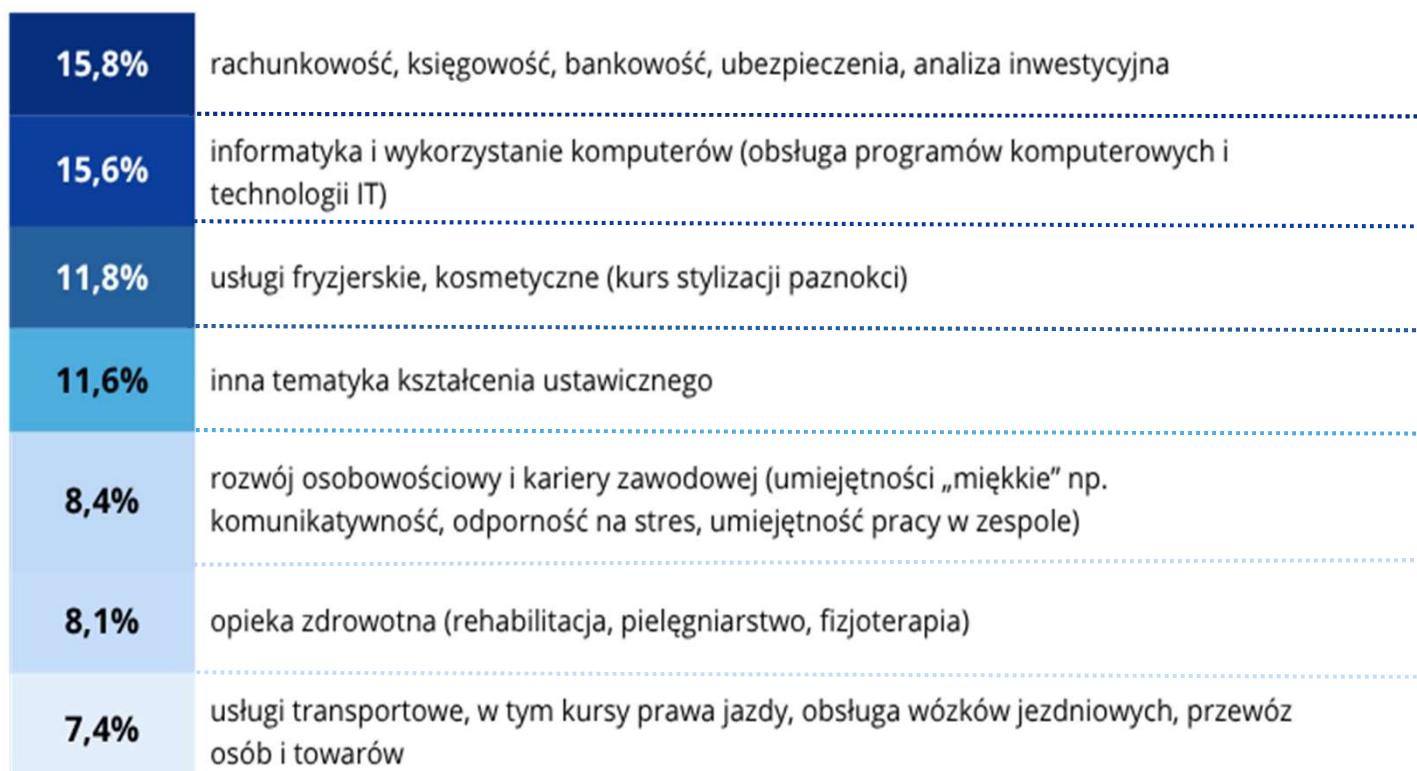 15,8%
rachunkowość, księgowość, bankowość, ubezpieczenia, analiza inwestycyjna
15,6%
informatyka i wykorzystanie komputerów (obsługa programów komputerowych i
technologii IT)
11,8%
usługi fryzjerskie, kosmetyczne (kurs stylizacji paznokci)
11,6%
inna tematyka kształcenia ustawicznego
8,4%
rozwój osobowościowy i kariery zawodowej (umiejętności „miękkie” np.
komunikatywność, odporność na stres, umiejętność pracy w zespole)
8,1%
opieka zdrowotna (rehabilitacja, pielęgniarstwo, fizjoterapia)
7,4%
usługi transportowe, w tym kursy prawa jazdy, obsługa wózków jezdniowych, przewóz
osób i towarów